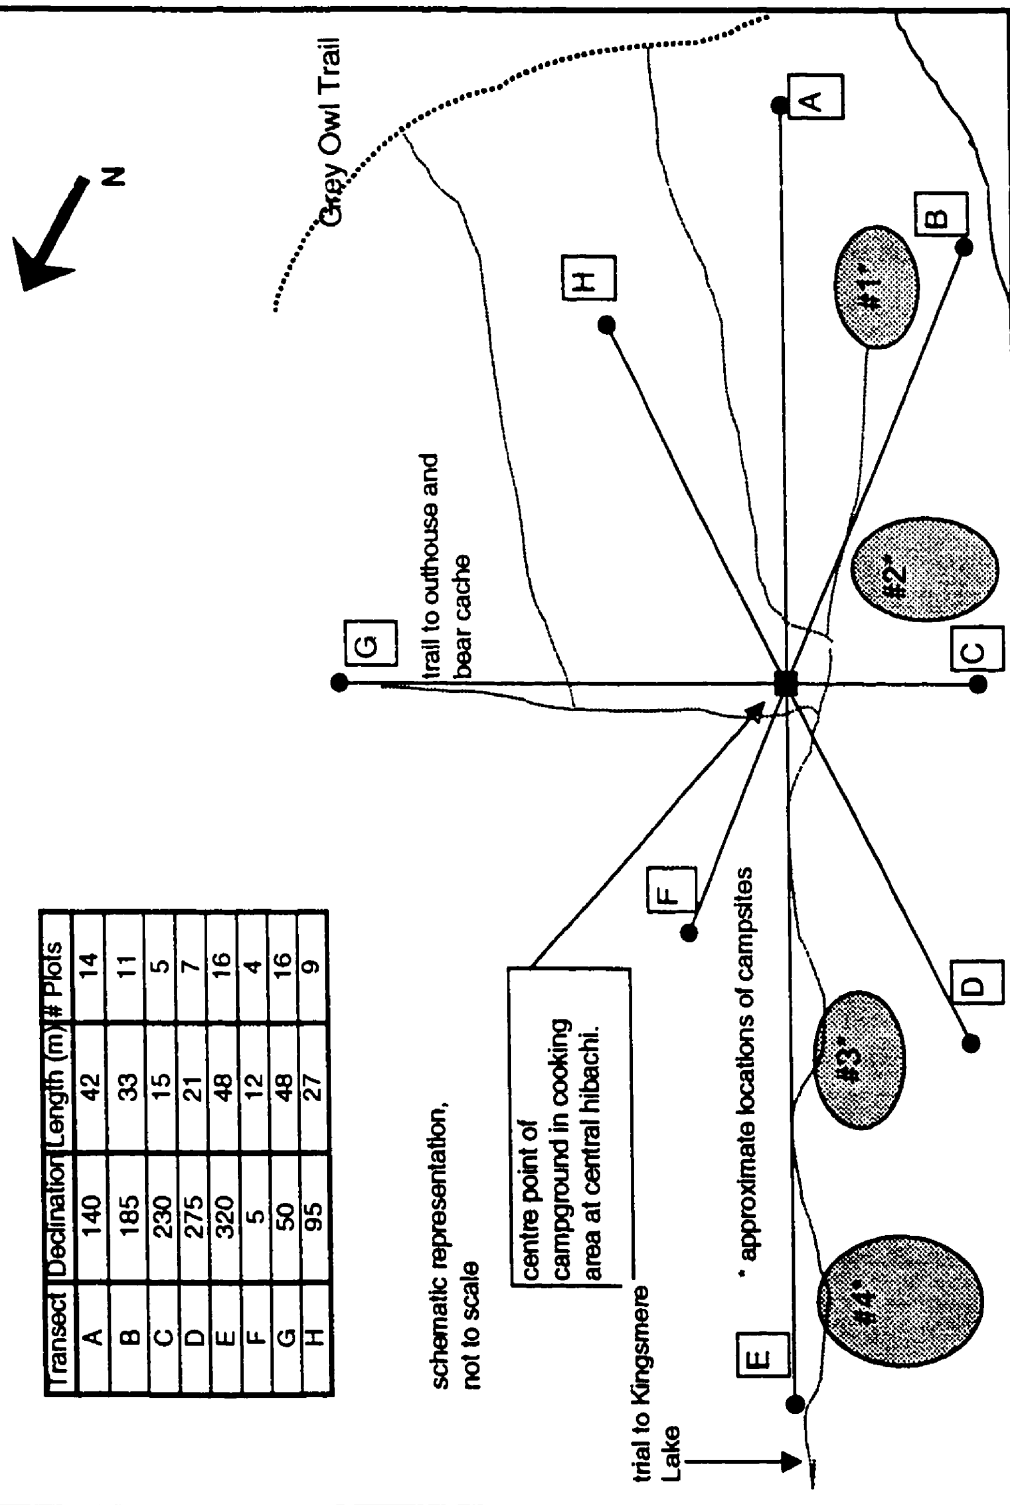 Transect Declination Length (m) # Plots
A 140 42 14
B 185 33 11
C 230 15 5
D 275 21 7
E 320 48 16
F 5 12 4
G 50 48 16
H 95 27 9
N
schematic representation,
not to scale
Grey Owl Trail
G
trail to outhouse and
bear cache
H
centre point of
campground in cooking
area at central hibachi.
F
A
trial to Kingsmere
Lake
E
* approximate locations of campsites
#4*
#3*
#2*
#1*
D
C
B